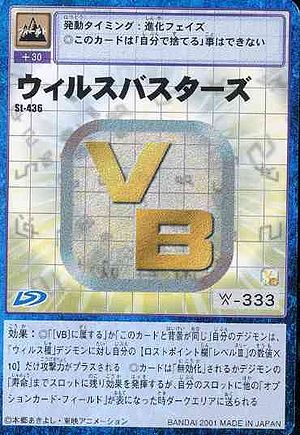 発動タイミング：進化フェイズ
◎このカードは「自分で捨てる」事はできない
+30
ウィルスバスターズ
St-436
VB
-333
効果：◎「[VB]に属する」か「このカードと背景が同じ」自分のデジモンは、
「ウィルス種」デジモンに対し自分の[ロストポイント欄「レベルⅢ」の数値×
10]だけ攻撃力がプラスされる ◎カードは「無効化」されるかデジモンの
「寿命」までスロットに残り効果を発揮するが、自分のスロットに他の「オプ
ションカード・フィールド」が表になった時ダークエリアに送られる
©本郷あきよし・東映アニメーション
BANDAI 2001 MADE IN JAPAN